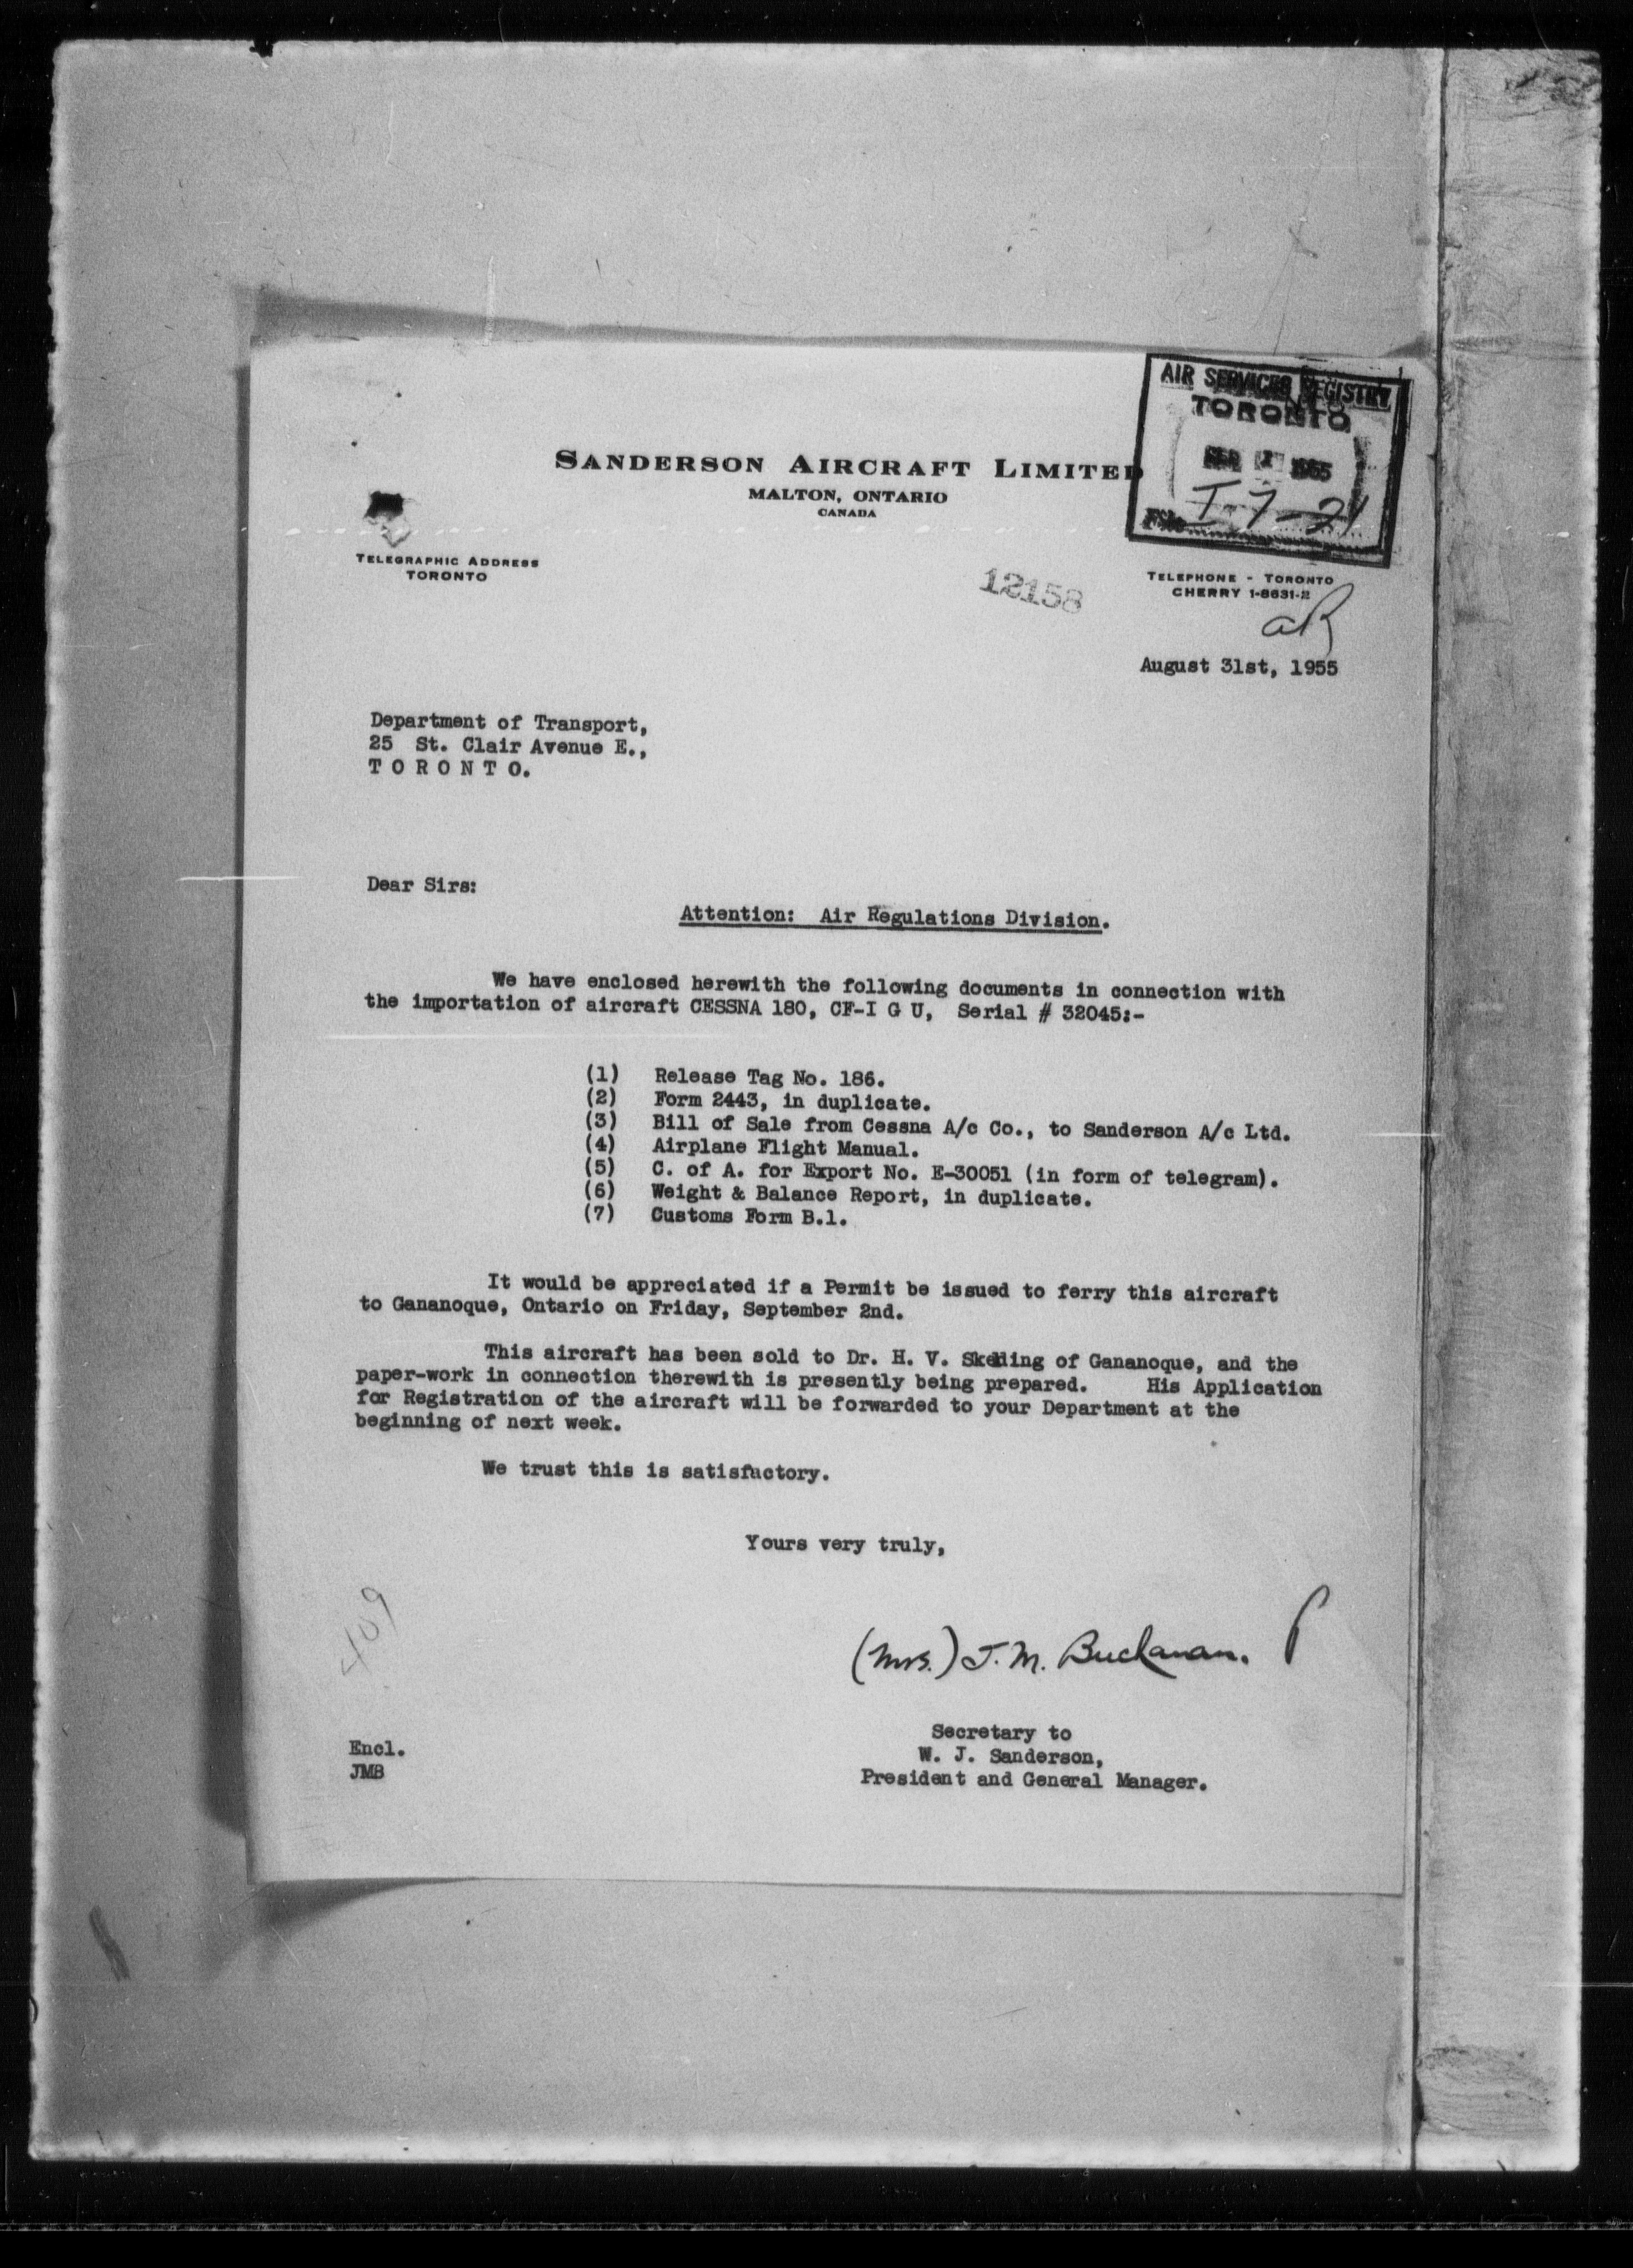 AIR SERVICES REGISTRY
TORONTO
SEP 1 1955
File T-7-21
SANDERSON AIRCRAFT LIMITED
MALTON, ONTARIO
CANADA
TELEGRAPHIC ADDRESS
TORONTO
12158
TELEPHONE - TORONTO
CHERRY 1-8631-2
aR
August 31st, 1955
Department of Transport,
25 St. Clair Avenue E.,
T O R O N T O.
Dear Sirs:
Attention: Air Regulations Division.
We have enclosed herewith the following documents in connection with
the importation of aircraft CESSNA 180, CF-I G U, Serial # 32045:-
(1) Release Tag No. 186.
(2) Form 2443, in duplicate.
(3) Bill of Sale from Cessna A/c Co., to Sanderson A/c Ltd.
(4) Airplane Flight Manual.
(5) C. of A. for Export No. E-30051 (in form of telegram).
(6) Weight & Balance Report, in duplicate.
(7) Customs Form B.1.
It would be appreciated if a Permit be issued to ferry this aircraft
to Gananoque, Ontario on Friday, September 2nd.
This aircraft has been sold to Dr. H. V. of Gananoque, and the
paper-work in connection therewith is presently being prepared. His Application
for Registration of the aircraft will be forwarded to your Department at the
beginning of next week.
We trust this is satisfactory.
Yours very truly,
409
(Mrs.) J. M. Buchanan.
Secretary to
W. J. Sanderson,
President and General Manager.
Encl.
JMB